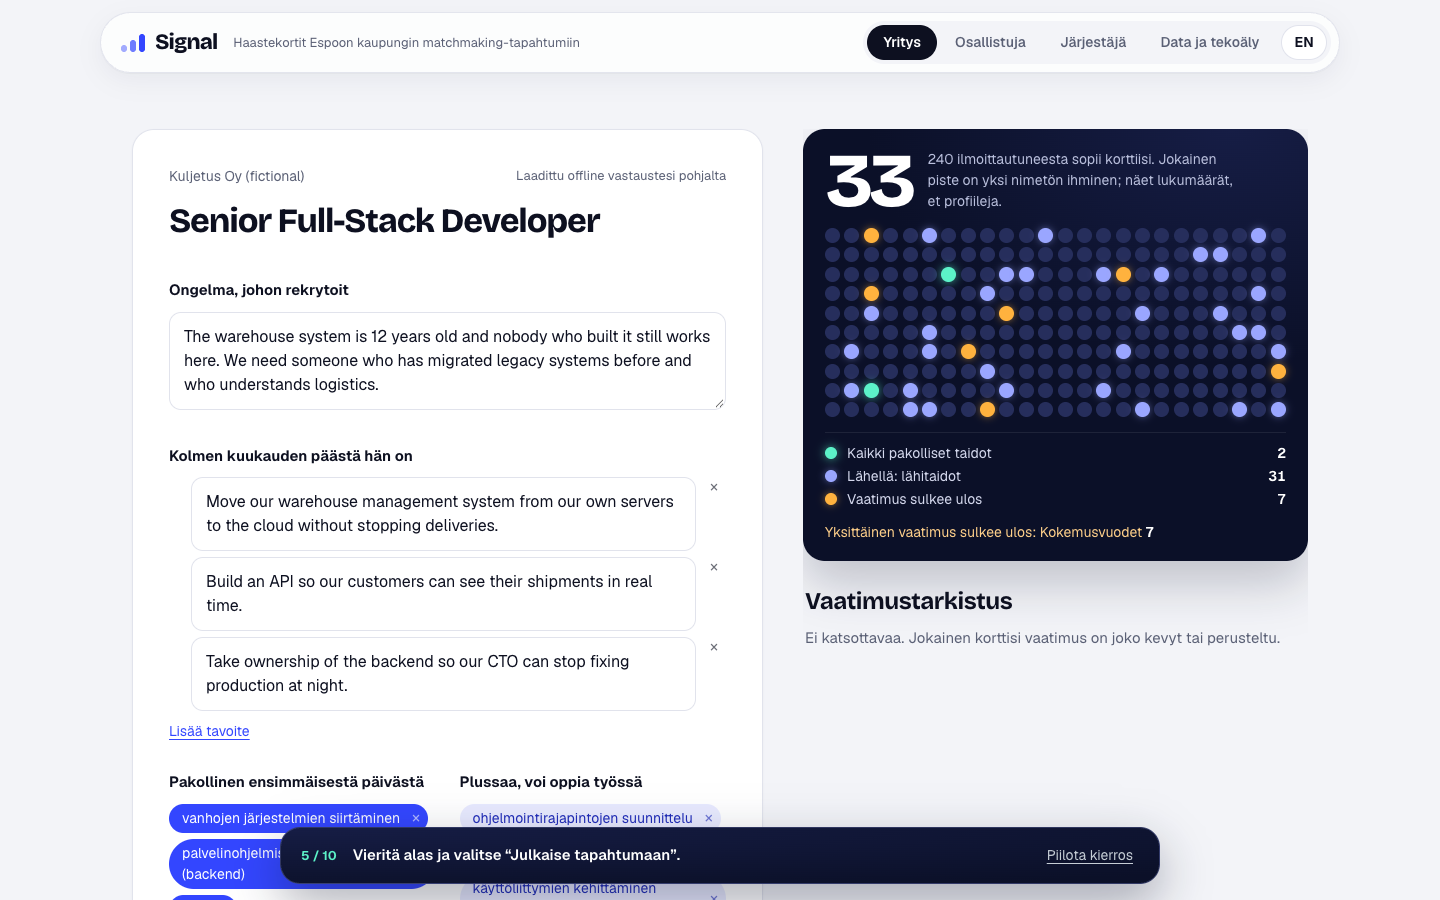 Signal
Haastekortit Espoon kaupungin matchmaking-tapahtumiin
Yritys
Osallistuja
Järjestäjä
Data ja tekoäly
EN
Kuljetus Oy (fictional)
Laadittu offline vastaustesi pohjalta
Senior Full-Stack Developer
Ongelma, johon rekrytoit
The warehouse system is 12 years old and nobody who built it still works
here. We need someone who has migrated legacy systems before and
who understands logistics.
Kolmen kuukauden päästä hän on
Move our warehouse management system from our own servers
to the cloud without stopping deliveries.
×
Build an API so our customers can see their shipments in real
time.
×
Take ownership of the backend so our CTO can stop fixing
production at night.
×
Lisää tavoite
Pakollinen ensimmäisestä päivästä
vanhojen järjestelmien siirtäminen ×
(backend)
Plussaa, voi oppia työssä
ohjelmointirajapintojen suunnittelu ×
käyttöliittymien kehittäminen
×
33
240 ilmoittautuneesta sopii korttiisi. Jokainen
piste on yksi nimetön ihminen; näet lukumäärät,
et profiileja.
Kaikki pakolliset taidot 2
Lähellä: lähitaidot 31
Vaatimus sulkee ulos 7
Yksittäinen vaatimus sulkee ulos: Kokemusvuodet 7
Vaatimustarkistus
Ei katsottavaa. Jokainen korttisi vaatimus on joko kevyt tai perusteltu.
5 / 10
Vieritä alas ja valitse “Julkaise tapahtumaan”.
Piilota kierros